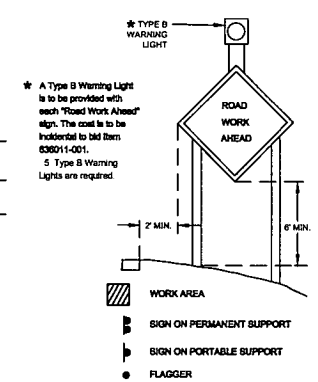 * TYPE B
WARNING
LIGHT
* A Type B Warning Light
is to be provided with
each "Road Work Ahead"
sign. The cost is to be
incidental to bid item
636011-001.
5 Type B Warning
Lights are required
ROAD
WORK
AHEAD
2' MIN.
6' MIN.
WORK AREA
SIGN ON PERMANENT SUPPORT
SIGN ON PORTABLE SUPPORT
FLAGGER